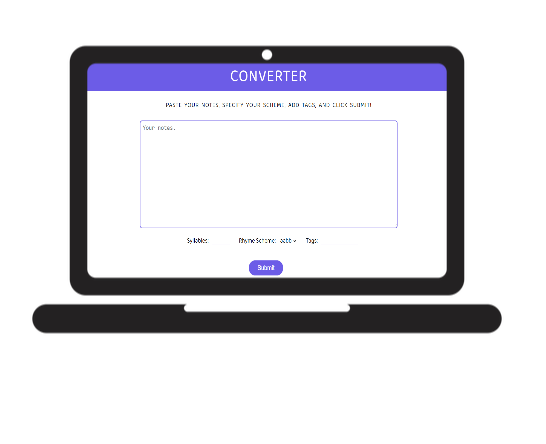 CONVERTER
PASTE YOUR NOTES, SPECIFY YOUR SCHEME, ADD TAGS, AND CLICK SUBMIT!
Your notes.
Syllables: Rhyme Scheme: aabb Tags:
Submit